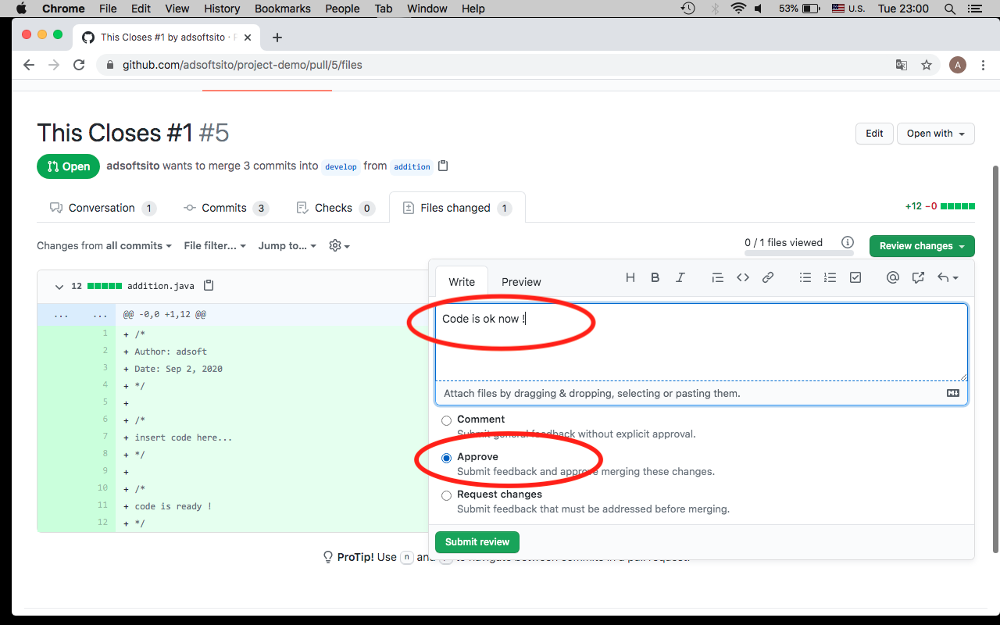 Chrome File Edit View History Bookmarks People Tab Window Help 53% U.S. Tue 23:00
This Closes #1 by adsoftsito ·
github.com/adsoftsito/project-demo/pull/5/files A
This Closes #1 #5 Edit Open with
Open adsoftsito wants to merge 3 commits into develop from addition
Conversation 1 Commits 3 Checks 0 Files changed 1 +12 −0
Changes from all commits File filter... Jump to... 0 / 1 files viewed Review changes
12 addition.java
... ... @@ -0,0 +1,12 @@
1 + /*
2 + Author: adsoft
3 + Date: Sep 2, 2020
4 + */
5 +
6 + /*
7 + insert code here...
8 + */
9 +
10 + /*
11 + code is ready !
12 + */
Write Preview H B I
Code is ok now !
Attach files by dragging & dropping, selecting or pasting them.
Comment
Submit general feedback without explicit approval.
Approve
Submit feedback and approve merging these changes.
Request changes
Submit feedback that must be addressed before merging.
Submit review
ProTip! Use n and to navigate between commits in a pull request.